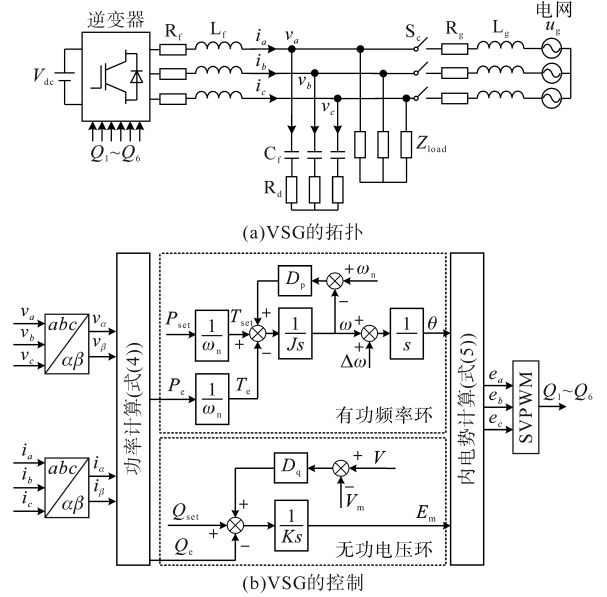 逆变器
R_f
L_f
i_a
v_a
S_c
R_g
L_g
电网
u_g
V_dc
i_b
v_b
i_c
v_c
Q_1~Q_6
C_f
R_d
Z_load
(a)VSG的拓扑
v_a
v_b
v_c
abc
αβ
v_α
v_β
i_a
i_b
i_c
abc
αβ
i_α
i_β
功率计算(式(4))
D_p
+ω_n
−
P_set
1
ω_n
T_set
+
+
−
1
Js
ω
+
+
Δω
1
s
θ
P_e
1
ω_n
T_e
有功频率环
D_q
+
V
−
V_m
Q_set
+
+
−
Q_e
1
Ks
E_m
无功电压环
内电势计算(式(5))
e_a
e_b
e_c
SVPWM
Q_1~Q_6
(b)VSG的控制